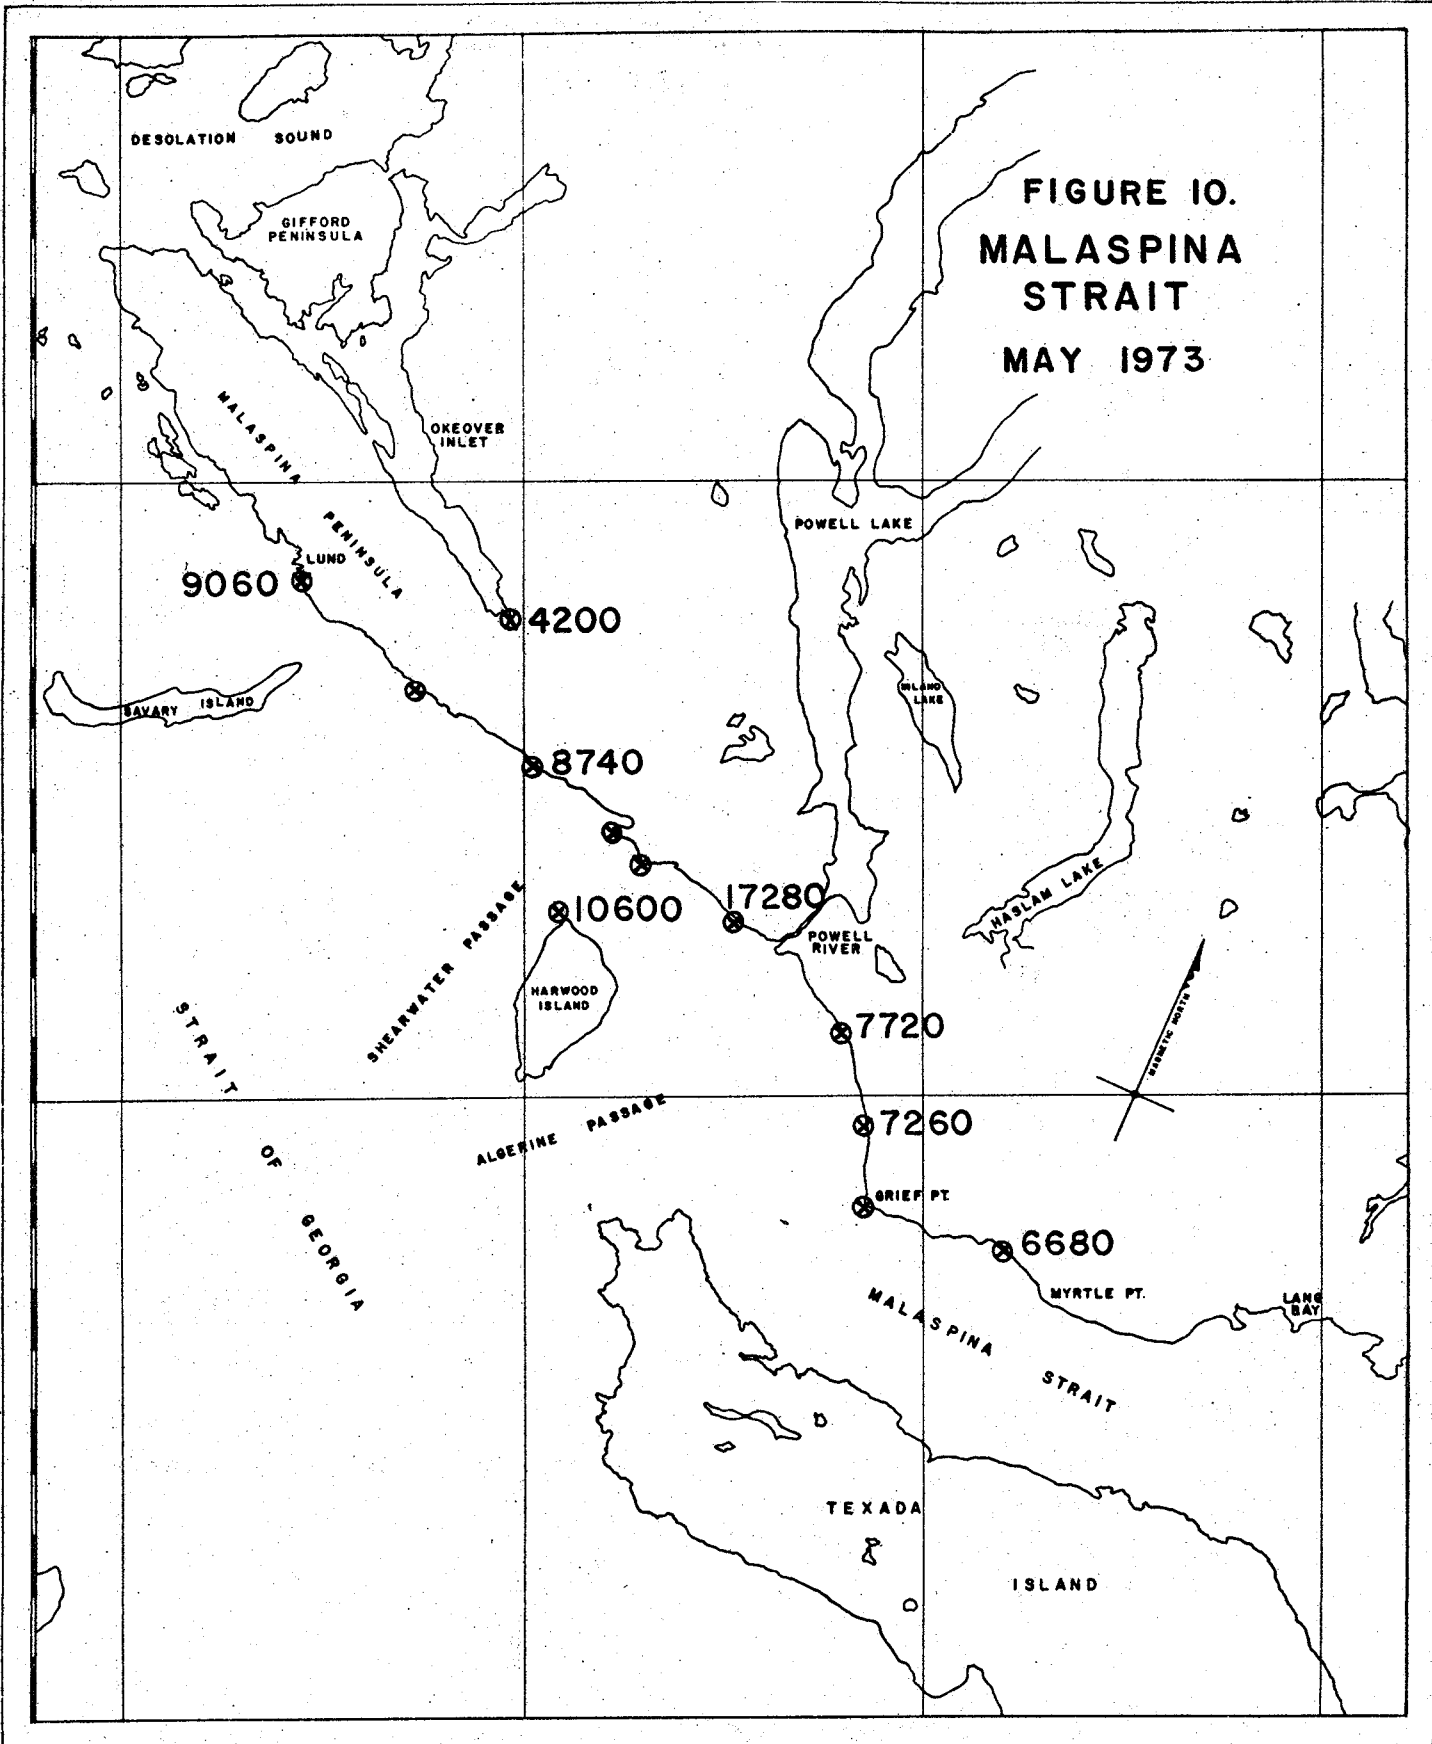 DESOLATION SOUND
FIGURE 10.
MALASPINA
STRAIT
MAY 1973
GIFFORD
PENINSULA
MALASPINA
PENINSULA
OKEOVER
INLET
POWELL LAKE
LUND
9060
4200
INLAND
LAKE
SAVARY ISLAND
8740
HASLAM LAKE
17280
10600
POWELL
RIVER
SHEARWATER PASSAGE
HARWOOD
ISLAND
MAGNETIC NORTH
7720
STRAIT
OF
GEORGIA
ALGERINE PASSAGE
7260
GRIEF PT.
6680
MYRTLE PT.
LANG
BAY
MALASPINA
STRAIT
TEXADA
ISLAND